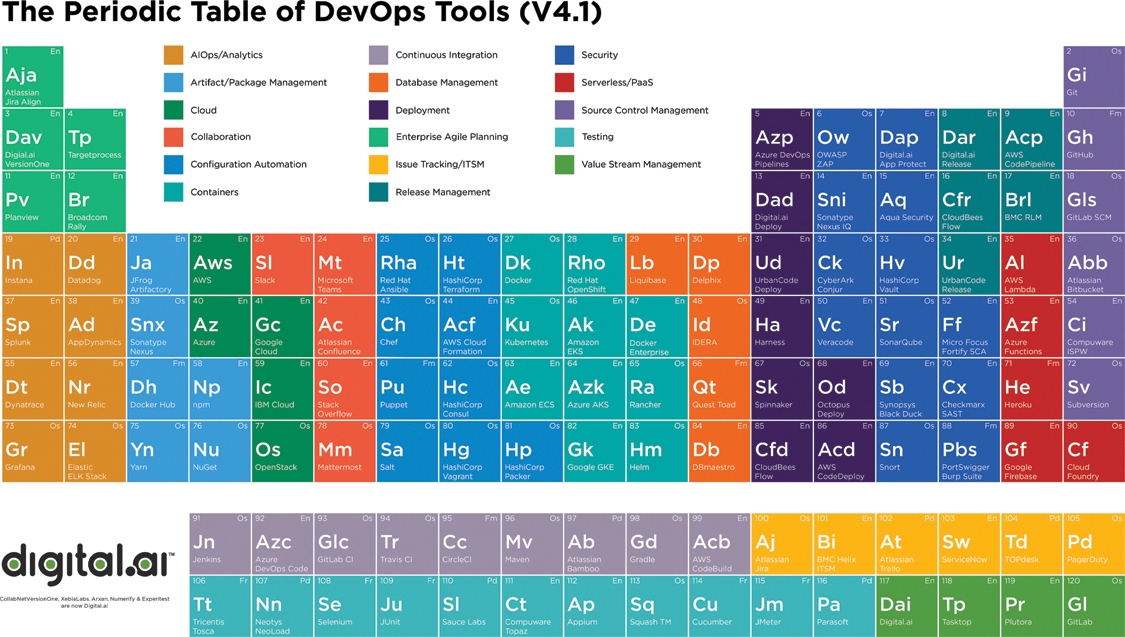 The Periodic Table of DevOps Tools (V4.1)
1 En
Aja
Atlassian
Jira Align
AIOps/Analytics
Artifact/Package Management
Cloud
Collaboration
Configuration Automation
Containers
Continuous Integration
Database Management
Deployment
Enterprise Agile Planning
Issue Tracking/ITSM
Release Management
Security
Serverless/PaaS
Source Control Management
Testing
Value Stream Management
2 Os
Gi
Git
3 En
Dav
Digial.ai
VersionOne
4 En
Tp
Targetprocess
5 En
Azp
Azure DevOps
Pipelines
6 Os
Ow
OWASP
ZAP
7 En
Dap
Digital.ai
App Protect
8 En
Dar
Digital.ai
Release
9 En
Acp
AWS
CodePipeline
10 Fm
Gh
GitHub
11 En
Pv
Planview
12 En
Br
Broadcom
Rally
13 En
Dad
Digital.ai
Deploy
14 En
Sni
Sonatype
Nexus IQ
15 En
Aq
Aqua Security
16 En
Cfr
CloudBees
Flow
17 En
Brl
BMC RLM
18 Os
Gls
GitLab SCM
19 Pd
In
Instana
20 En
Dd
Datadog
21 En
Ja
JFrog
Artifactory
22 En
Aws
AWS
23 En
Sl
Slack
24 En
Mt
Microsoft
Teams
25 Os
Rha
Red Hat
Ansible
26 Os
Ht
HashiCorp
Terraform
27 Os
Dk
Docker
28 En
Rho
Red Hat
OpenShift
29 En
Lb
Liquibase
30 En
Dp
Delphix
31 En
Ud
UrbanCode
Deploy
32 Os
Ck
CyberArk
Conjur
33 Os
Hv
HashiCorp
Vault
34 En
Ur
UrbanCode
Release
35 En
Al
AWS
Lambda
36 Os
Abb
Atlassian
Bitbucket
37 En
Sp
Splunk
38 En
Ad
AppDynamics
39 Os
Snx
Sonatype
Nexus
40 En
Az
Azure
41 En
Gc
Google
Cloud
42 En
Ac
Atlassian
Confluence
43 Os
Ch
Chef
44 En
Acf
AWS Cloud
Formation
45 Os
Ku
Kubernetes
46 En
Ak
Amazon
EKS
47 En
De
Docker
Enterprise
48 Os
Id
IDERA
49 En
Ha
Harness
50 En
Vc
Veracode
51 Os
Sr
SonarQube
52 En
Ff
Micro Focus
Fortify SCA
53 En
Azf
Azure
Functions
54 En
Ci
Compuware
ISPW
55 En
Dt
Dynatrace
56 En
Nr
New Relic
57 Fm
Dh
Docker Hub
58 En
Np
npm
59 En
Ic
IBM Cloud
60 En
So
Stack
Overflow
61 Fm
Pu
Puppet
62 Os
Hc
HashiCorp
Consul
63 En
Ae
Amazon ECS
64 En
Azk
Azure AKS
65 Os
Ra
Rancher
66 Fm
Qt
Quest Toad
67 Os
Sk
Spinnaker
68 En
Od
Octopus
Deploy
69 En
Sb
Synopsys
Black Duck
70 En
Cx
Checkmarx
SAST
71 Fm
He
Heroku
72 Os
Sv
Subversion
73 Os
Gr
Grafana
74 Os
El
Elastic
ELK Stack
75 Os
Yn
Yarn
76 Os
Nu
NuGet
77 Os
Os
OpenStack
78 Os
Mm
Mattermost
79 Os
Sa
Salt
80 Os
Hg
HashiCorp
Vagrant
81 Os
Hp
HashiCorp
Packer
82 En
Gk
Google GKE
83 Os
Hm
Helm
84 En
Db
DBmaestro
85 En
Cfd
CloudBees
Flow
86 En
Acd
AWS
CodeDeploy
87 Os
Sn
Snort
88 Fm
Pbs
PortSwigger
Burp Suite
89 En
Gf
Google
Firebase
90 Os
Cf
Cloud
Foundry
digital.ai™
CollabNetVersionOne, XebiaLabs, Arxan, Numerify & Experitest
are now Digital.ai
91 Os
Jn
Jenkins
92 En
Azc
Azure
DevOps Code
93 Os
Glc
GitLab CI
94 Os
Tr
Travis CI
95 Fm
Cc
CircleCI
96 Os
Mv
Maven
97 Pd
Ab
Atlassian
Bamboo
98 Os
Gd
Gradle
99 En
Acb
AWS
CodeBuild
100 Os
Aj
Atlassian
Jira
101 En
Bi
BMC Helix
ITSM
102 Pd
At
Atlassian
Trello
103 En
Sw
ServiceNow
104 Pd
Td
TOPdesk
105 Os
Pd
PagerDuty
106 Fr
Tt
Tricentis
Tosca
107 Pd
Nn
Neotys
NeoLoad
108 Fr
Se
Selenium
109 Fr
Ju
JUnit
110 Pd
Sl
Sauce Labs
111 En
Ct
Compuware
Topaz
112 En
Ap
Appium
113 Os
Sq
Squash TM
114 Fr
Cu
Cucumber
115 Fr
Jm
JMeter
116 Pd
Pa
Parasoft
117 En
Dai
Digital.ai
118 En
Tp
Tasktop
119 En
Pr
Plutora
120 Os
Gl
GitLab